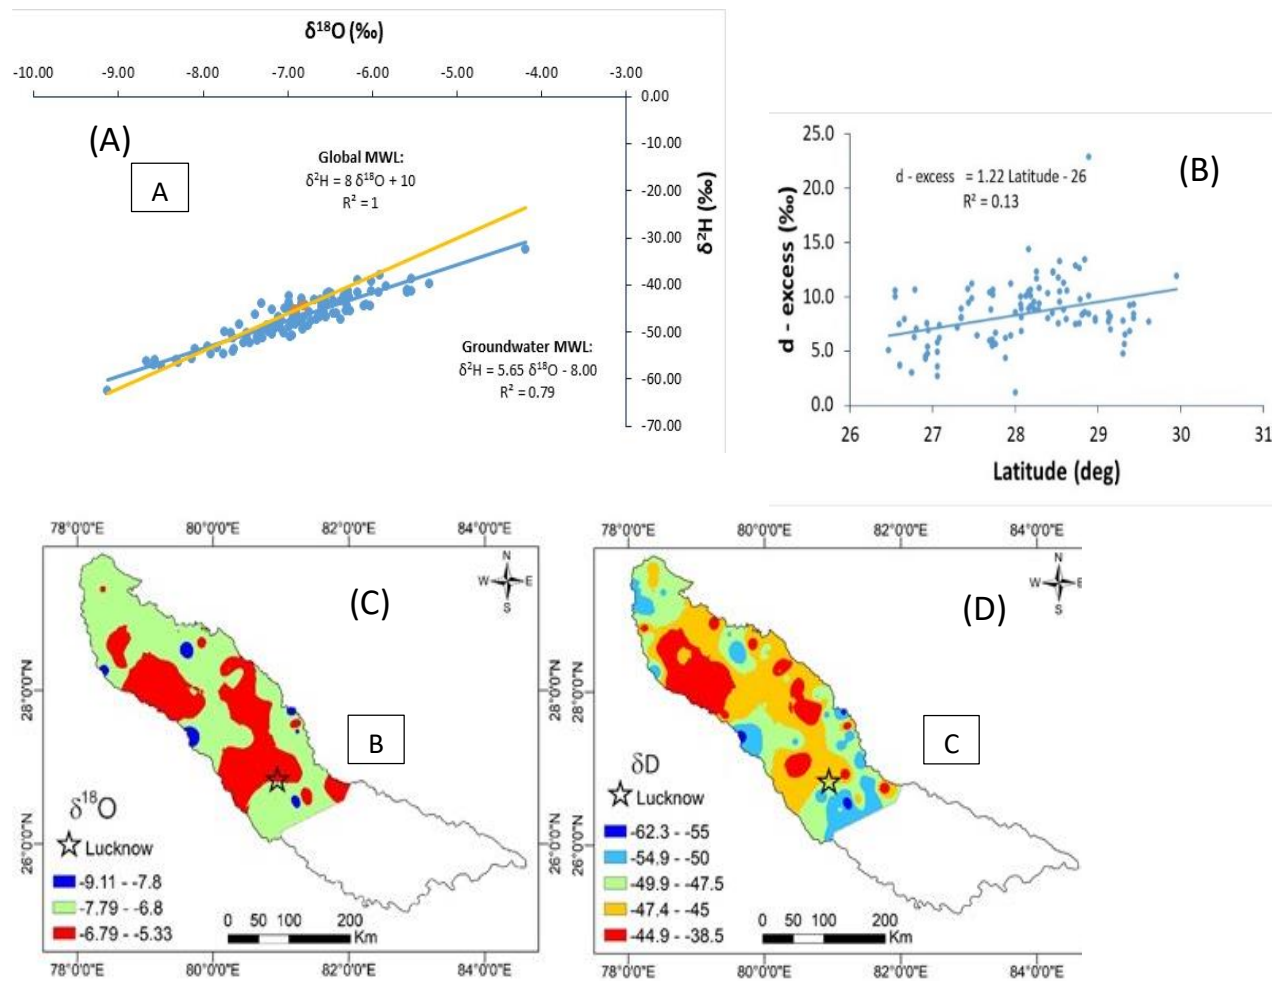 δ¹⁸O (‰)
-10.00 -9.00 -8.00 -7.00 -6.00 -5.00 -4.00 -3.00
0.00
-10.00
-20.00
-30.00
-40.00
-50.00
-60.00
-70.00
δ²H (‰)
(A)
A
Global MWL:
δ²H = 8 δ¹⁸O + 10
R² = 1
Groundwater MWL:
δ²H = 5.65 δ¹⁸O - 8.00
R² = 0.79
(B)
d - excess = 1.22 Latitude - 26
R² = 0.13
d - excess (‰)
25.0
20.0
15.0
10.0
5.0
0.0
26 27 28 29 30 31
Latitude (deg)
78°0'0"E 80°0'0"E 82°0'0"E 84°0'0"E
N
W E
S
(C)
28°0'0"N 28°0'0"N
B
δ¹⁸O
Lucknow
26°0'0"N 26°0'0"N
-9.11 - -7.8
-7.79 - -6.8
-6.79 - -5.33
0 50 100 200
Km
78°0'0"E 80°0'0"E 82°0'0"E 84°0'0"E
78°0'0"E 80°0'0"E 82°0'0"E 84°0'0"E
N
W E
S
(D)
28°0'0"N
C
δD
Lucknow
26°0'0"N
-62.3 - -55
-54.9 - -50
-49.9 - -47.5
-47.4 - -45
-44.9 - -38.5
0 50 100 200
Km
78°0'0"E 80°0'0"E 82°0'0"E 84°0'0"E